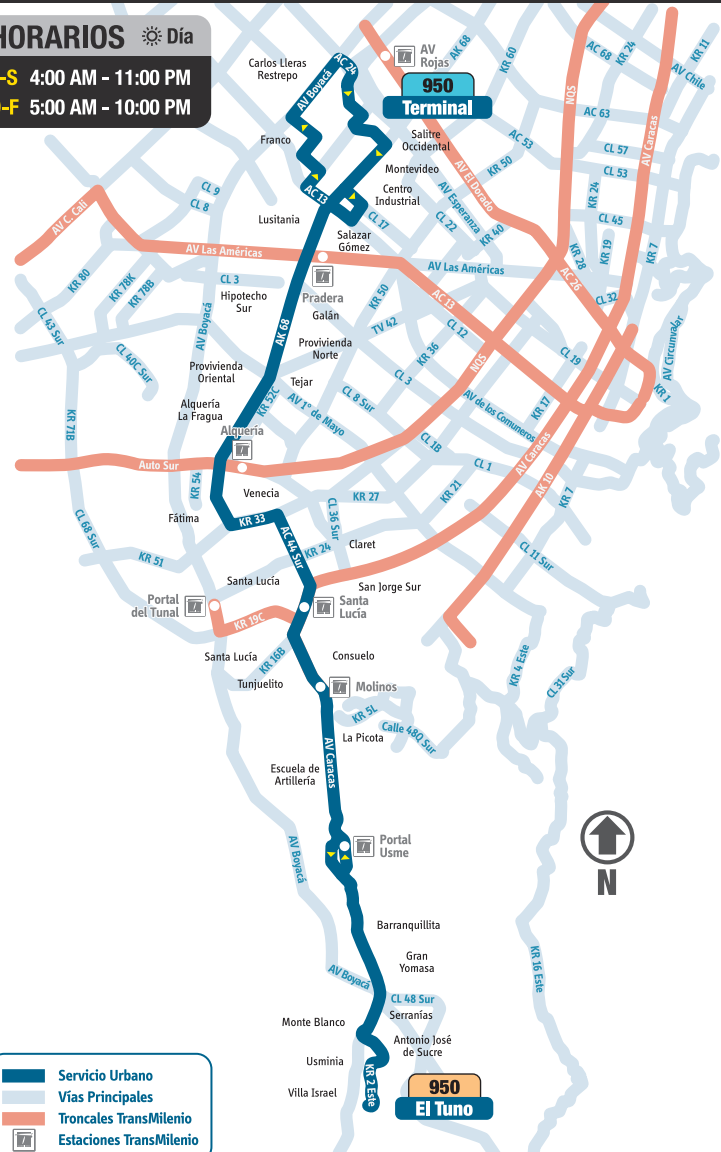 HORARIOS Día
-S 4:00 AM - 11:00 PM
-F 5:00 AM - 10:00 PM
AV
Rojas
950
Terminal
AK 68
KR 60
AC 68
KR 24
KR 11
AV Chile
NQS
AV Caracas
AC 63
CL 57
CL 53
AC 53
KR 50
Carlos Lleras
Restrepo
AC 24
AV Boyacá
Franco
Salitre
Occidental
Montevideo
Centro
Industrial
AV El Dorado
AV Esperanza
CL 22
KR 40
KR 24
CL 45
KR 19
KR 7
KR 28
AC 26
CL 32
CL 9
CL 8
AC 13
CL 17
Lusitania
Salazar
Gómez
AV C. Cali
AV Las Américas
AV Las Américas
Pradera
KR 80
KR 78K
KR 78B
CL 3
Hipotecho
Sur
Galán
KR 50
AC 13
TV 42
CL 12
KR 36
NQS
CL 19
AV Circunvalar
KR 1
CL 43 Sur
CL 40C Sur
AV Boyacá
AK 68
Providenda
Norte
Provivienda
Oriental
Tejar
KR 52C
AV 1° de Mayo
CL 8 Sur
CL 3
AV de los Comuneros
KR 17
Alquería
La Fragua
Alquería
KR 71B
Auto Sur
KR 54
Venecia
CL 1B
CL 1
KR 21
AV Caracas
AK 10
KR 7
Fátima
KR 33
AC 44 Sur
CL 36 Sur
KR 27
KR 24
Claret
CL 68 Sur
KR 51
CL 11 Sur
Santa Lucía
San Jorge Sur
Portal
del Tunal
KR 19C
Santa
Lucía
Santa Lucía
KR 16B
Tunjuelito
Consuelo
Molinos
KR 4 Este
CL 31 Sur
KR 5L
Calle 48Q Sur
La Picota
AV Caracas
Escuela de
Artillería
Portal
Usme
N
AV Boyacá
Barranquillita
Gran
Yomasa
KR 16 Este
AV Boyacá
CL 48 Sur
Serranías
Monte Blanco
Antonio José
de Sucre
Usminia
Villa Israel
KR 2 Este
950
El Tuno
Servicio Urbano
Vías Principales
Troncales TransMilenio
Estaciones TransMilenio